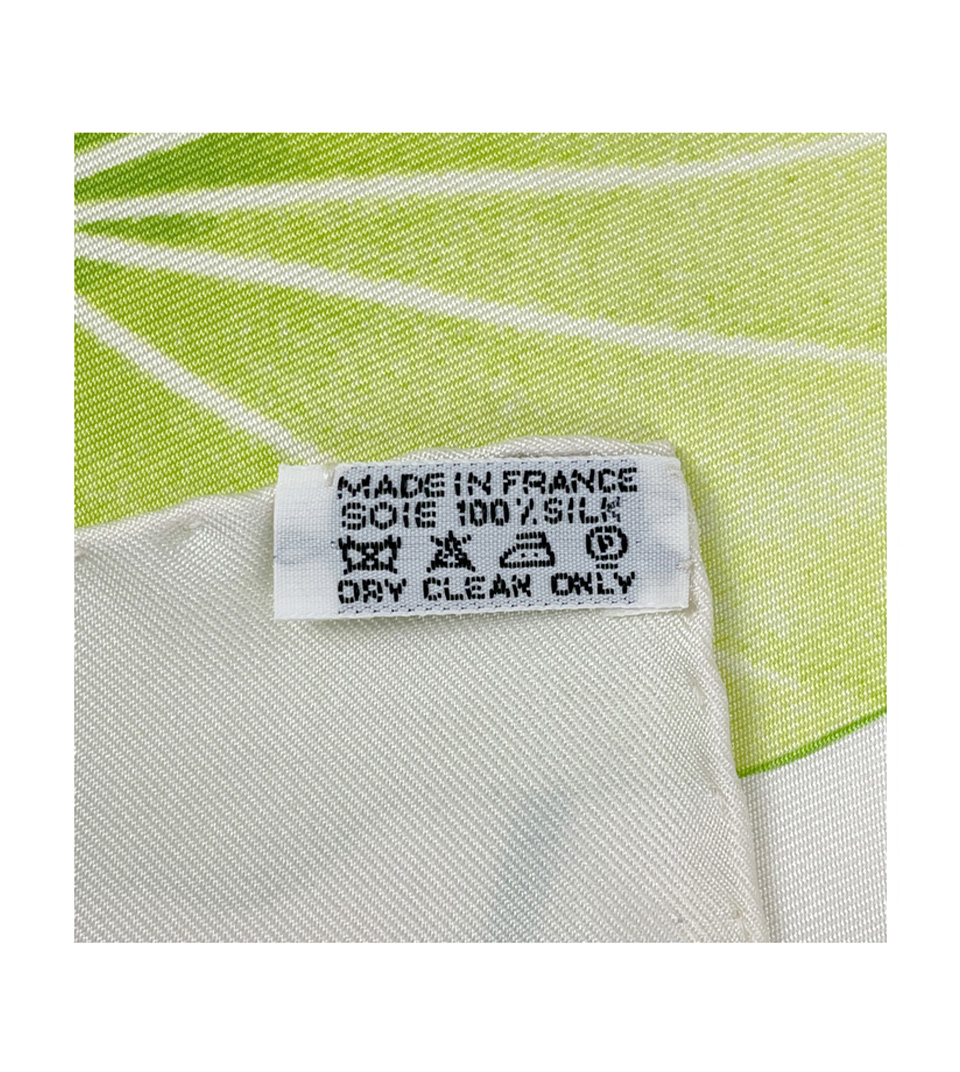 MADE IN FRANCE
SOIE 100% SILK
P
DRY CLEAN ONLY